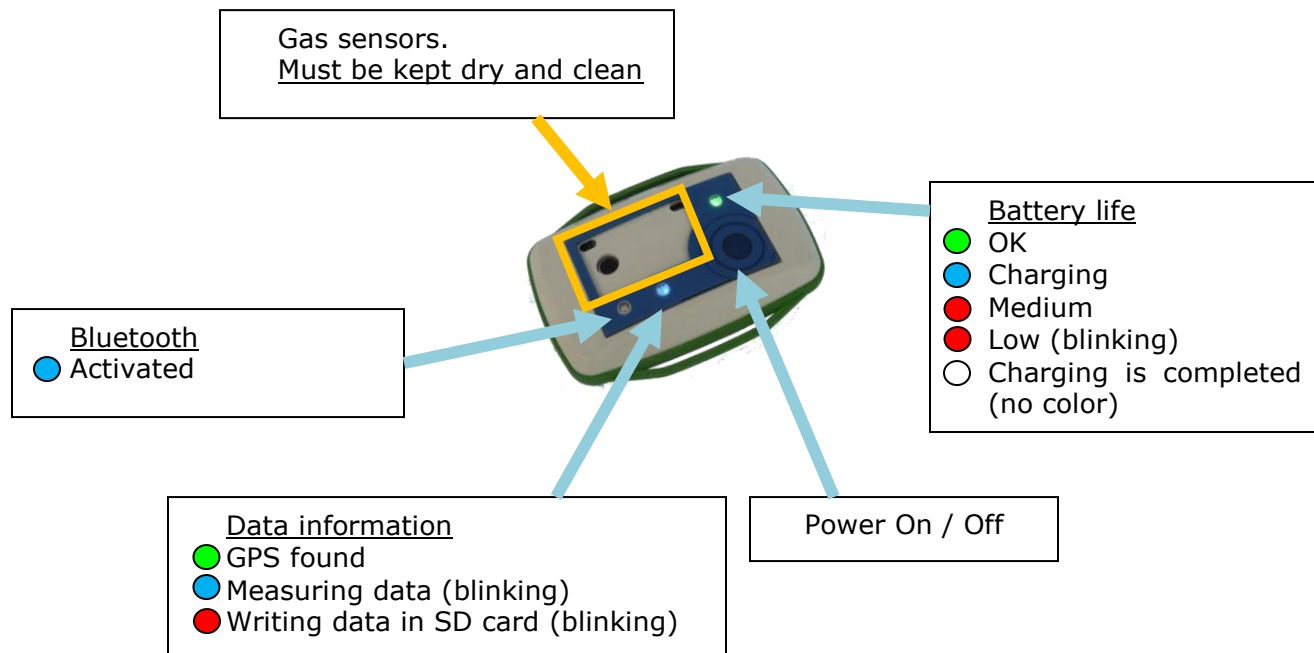 Gas sensors.
Must be kept dry and clean
Battery life
OK
Charging
Medium
Low (blinking)
Charging is completed
(no color)
Bluetooth
Activated
Data information
GPS found
Measuring data (blinking)
Writing data in SD card (blinking)
Power On / Off